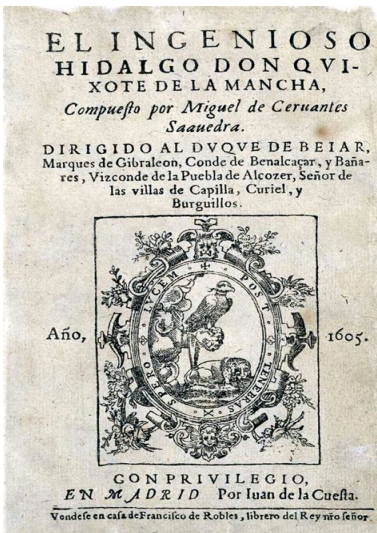 EL INGENIOSO
HIDALGO DON QVI-
XOTE DE LA MANCHA,
Compuesto por Miguel de Ceruantes
Saauedra.
DIRIGIDO AL DVQVE DE BEIAR,
Marques de Gibraleon, Conde de Benalcaçar, y Baña-
res, Vizconde de la Puebla de Alcozer, Señor de
las villas de Capilla, Curiel, y
Burguillos.
SPERO LVCEM POST TENEBRAS
Año, 1605.
CON PRIVILEGIO,
EN MADRID Por Iuan de la Cuesta.
Vendese en casa de Francisco de Robles, librero del Rey nr̃o señor.